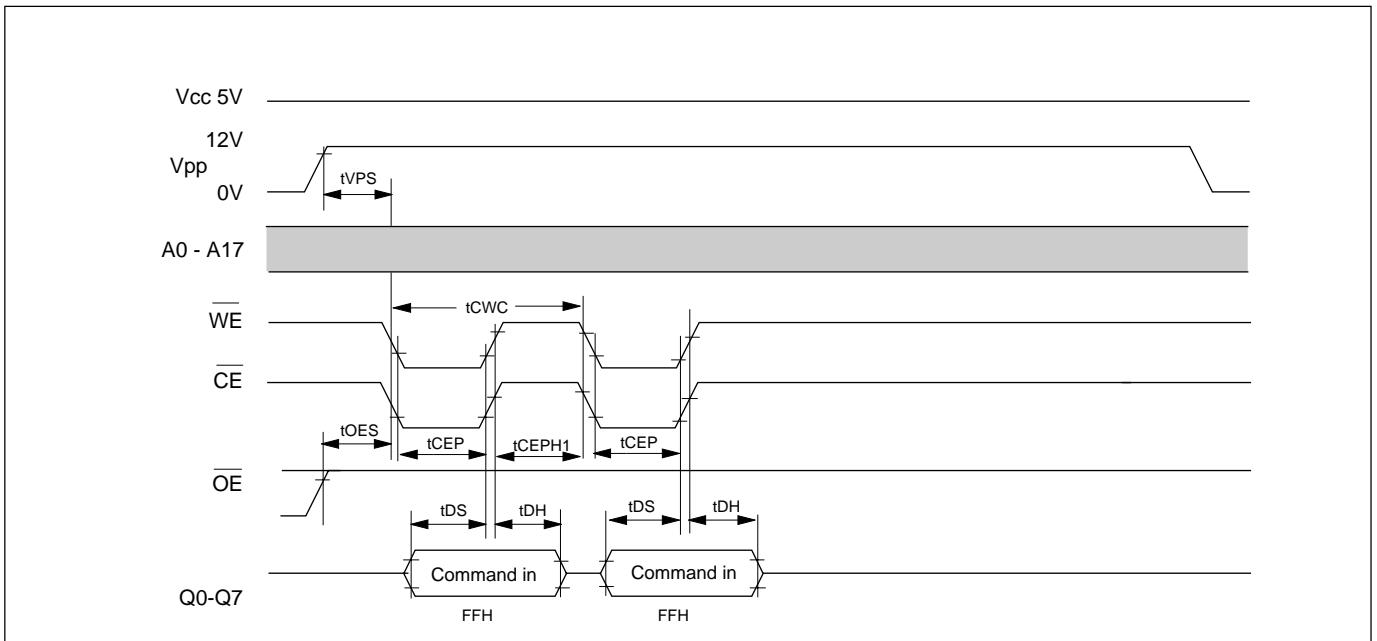 Vcc 5V
12V
Vpp
tVPS
0V
A0 - A17
tCWC
WE
CE
tOES
tCEP
tCEPH1
tCEP
OE
tDS
tDH
tDS
tDH
Command in
Command in
Q0-Q7
FFH
FFH